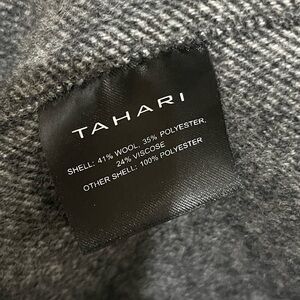 TAHARI
SHELL: 41% WOOL, 35% POLYESTER,
24% VISCOSE
OTHER SHELL: 100% POLYESTER